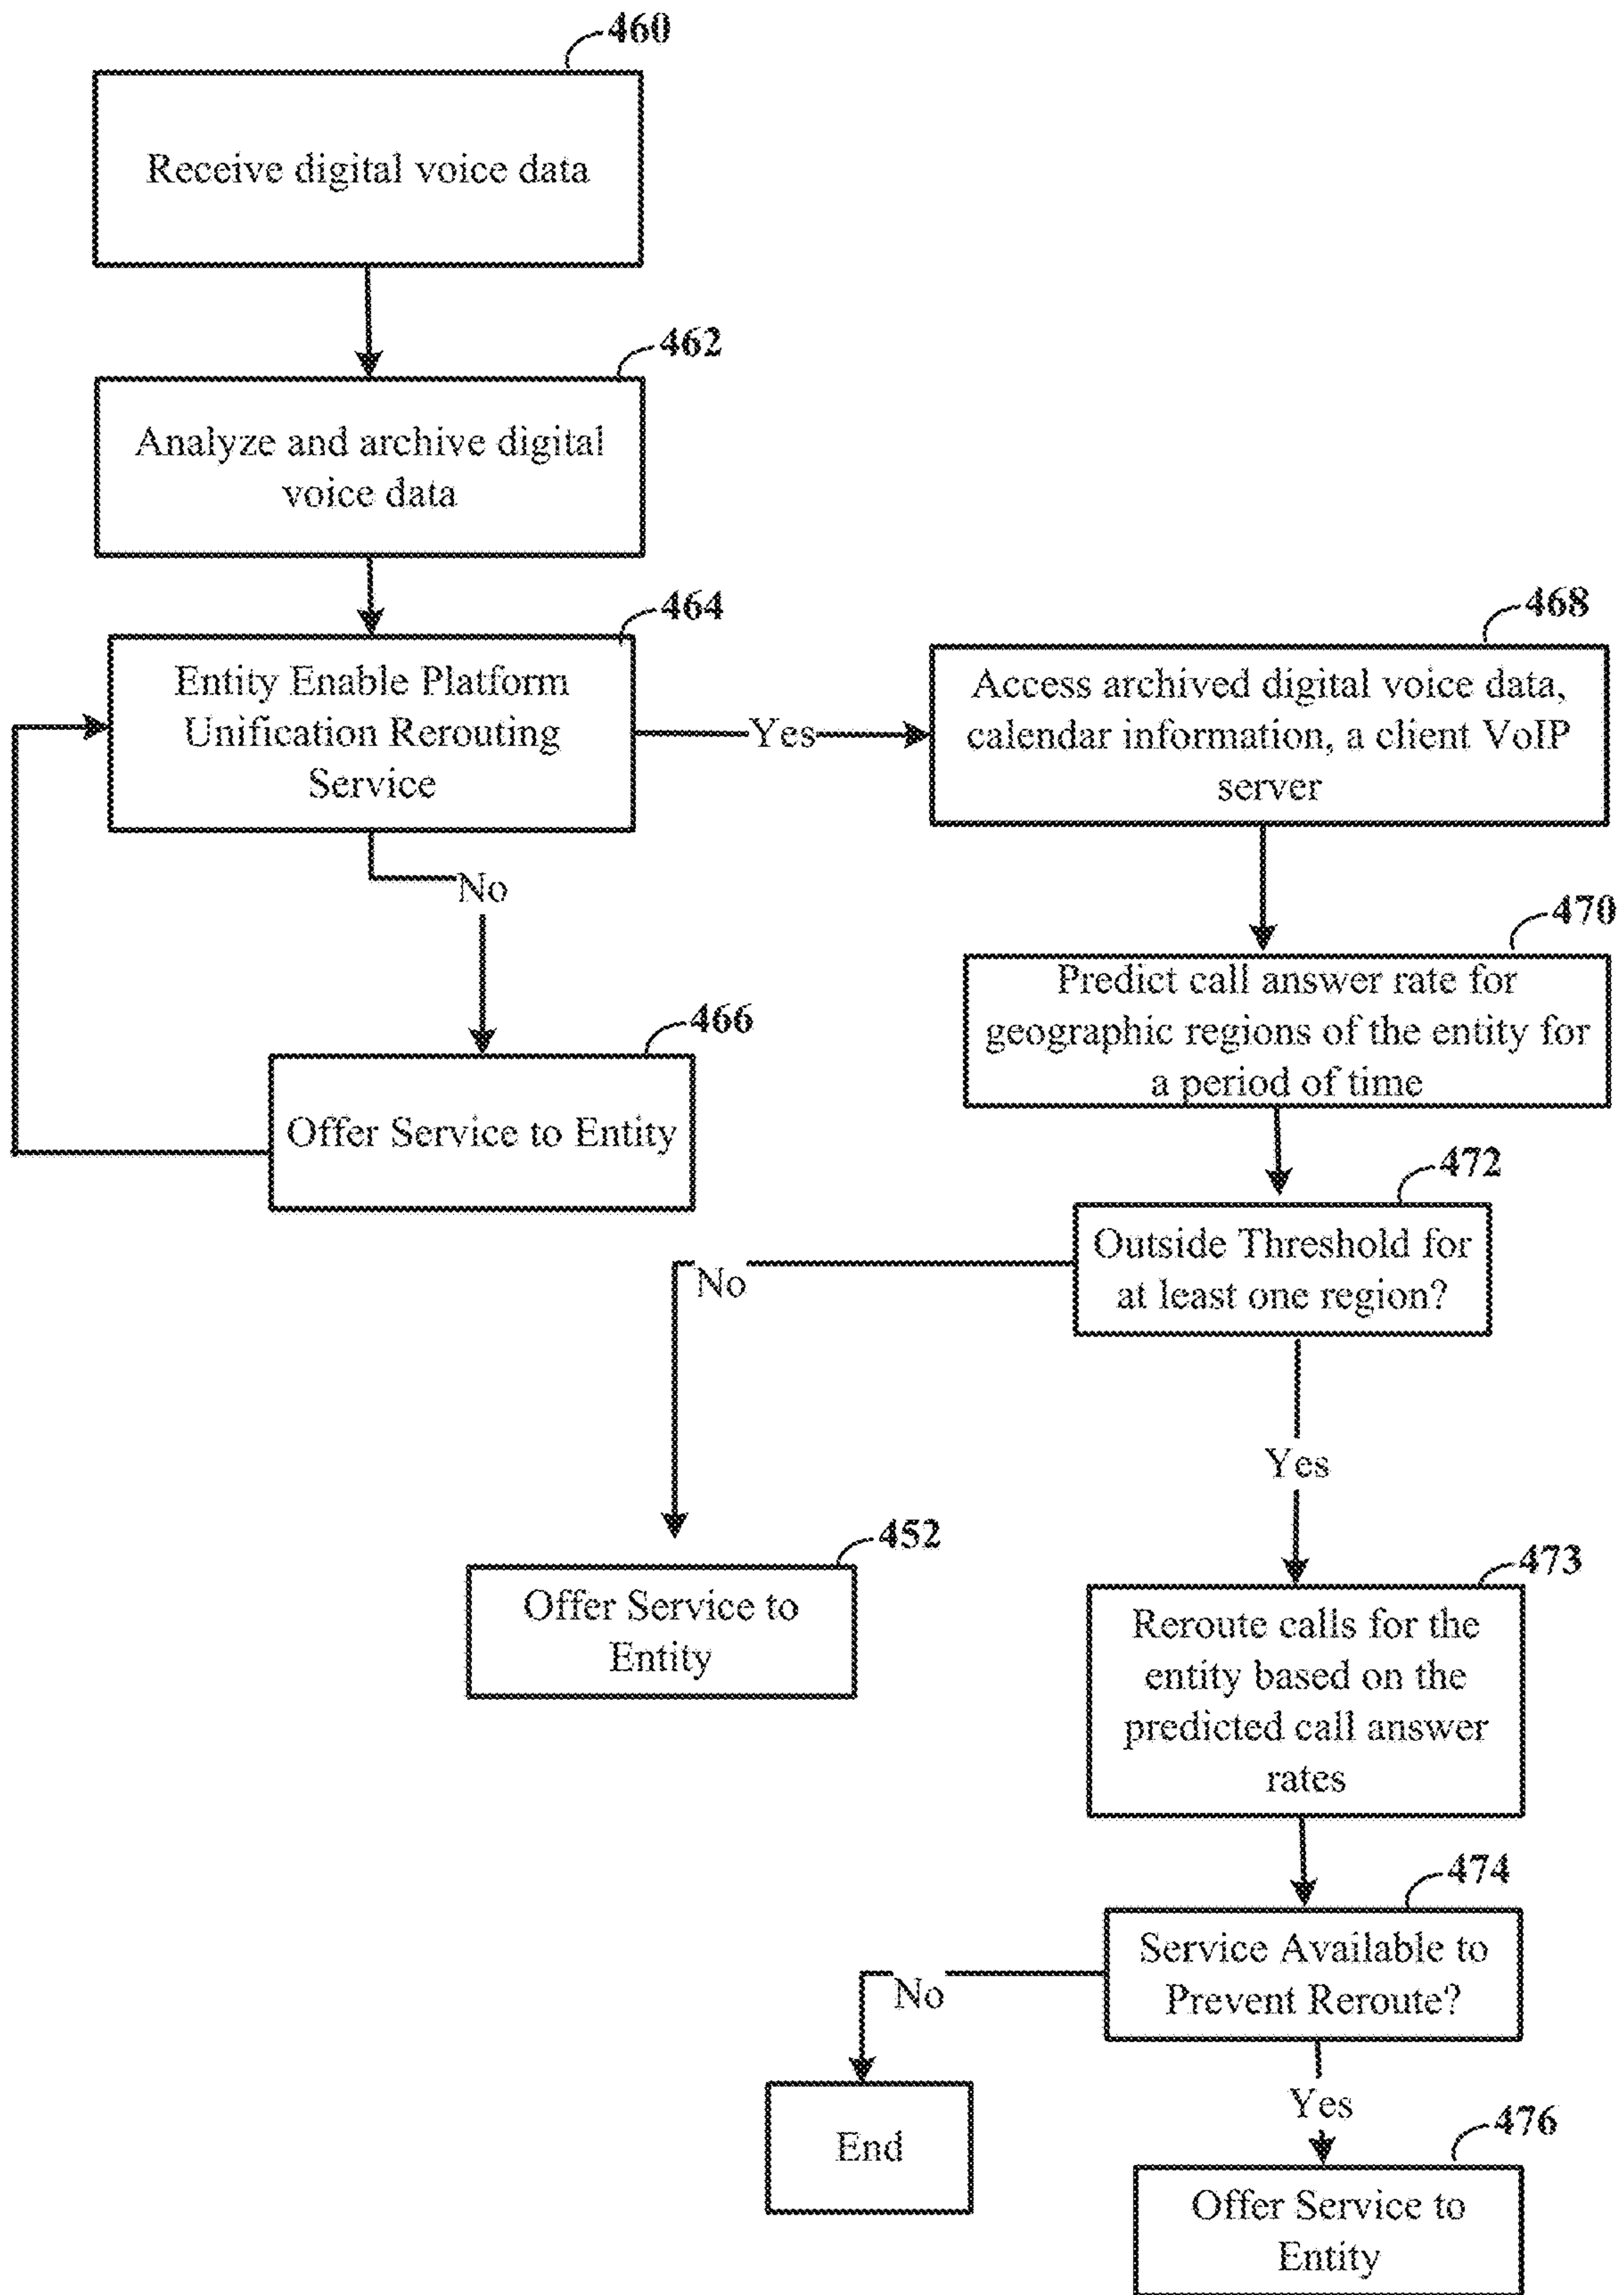 460
Receive digital voice data
462
Analyze and archive digital
voice data
464
Entity Enable Platform
Unification Rerouting
Service
Yes
No
466
Offer Service to Entity
468
Access archived digital voice data,
calendar information, a client VoIP
server
470
Predict call answer rate for
geographic regions of the entity for
a period of time
472
Outside Threshold for
at least one region?
No
Yes
452
Offer Service to
Entity
473
Reroute calls for the
entity based on the
predicted call answer
rates
474
Service Available to
Prevent Reroute?
No
Yes
End
476
Offer Service to
Entity